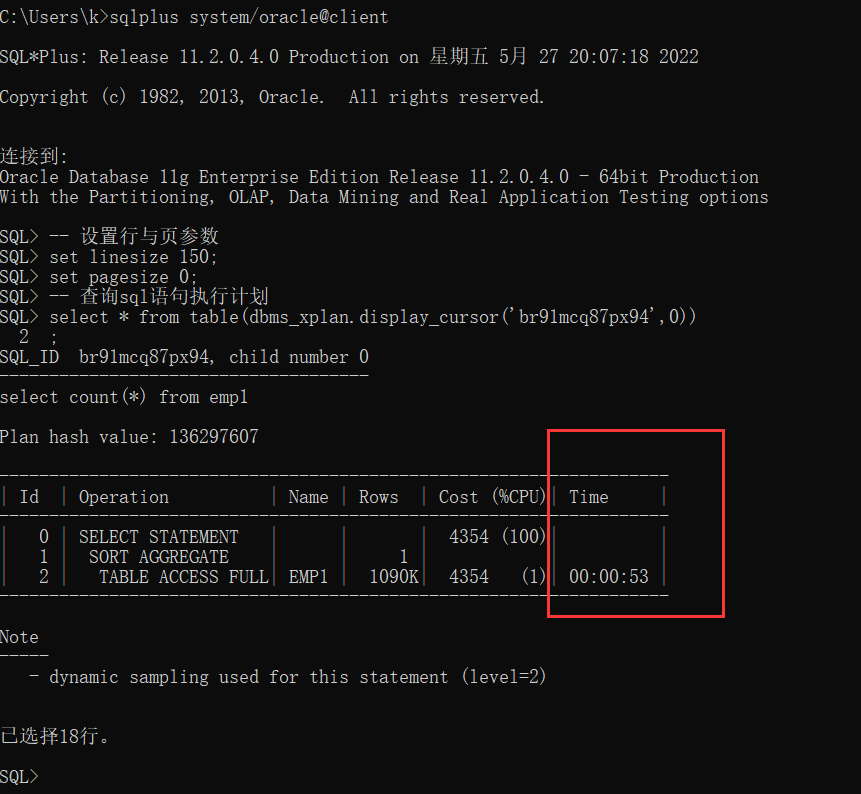 C:\Users\k>sqlplus system/oracle@client
SQL*Plus: Release 11.2.0.4.0 Production on 星期五 5月 27 20:07:18 2022
Copyright (c) 1982, 2013, Oracle.  All rights reserved.
连接到:
Oracle Database 11g Enterprise Edition Release 11.2.0.4.0 - 64bit Production
With the Partitioning, OLAP, Data Mining and Real Application Testing options
SQL> -- 设置行与页参数
SQL> set linesize 150;
SQL> set pagesize 0;
SQL> -- 查询sql语句执行计划
SQL> select * from table(dbms_xplan.display_cursor('br91mcq87px94',0))
  2  ;
SQL_ID  br91mcq87px94, child number 0
-------------------------------------
select count(*) from emp1
Plan hash value: 136297607
-------------------------------------------------------------------
| Id  | Operation          | Name | Rows  | Cost (%CPU)| Time     |
-------------------------------------------------------------------
|   0 | SELECT STATEMENT   |      |       |  4354 (100)|          |
|   1 |  SORT AGGREGATE    |      |     1 |            |          |
|   2 |   TABLE ACCESS FULL| EMP1 |  1090K|  4354   (1)| 00:00:53 |
-------------------------------------------------------------------
Note
-----
   - dynamic sampling used for this statement (level=2)
已选择18行。
SQL>